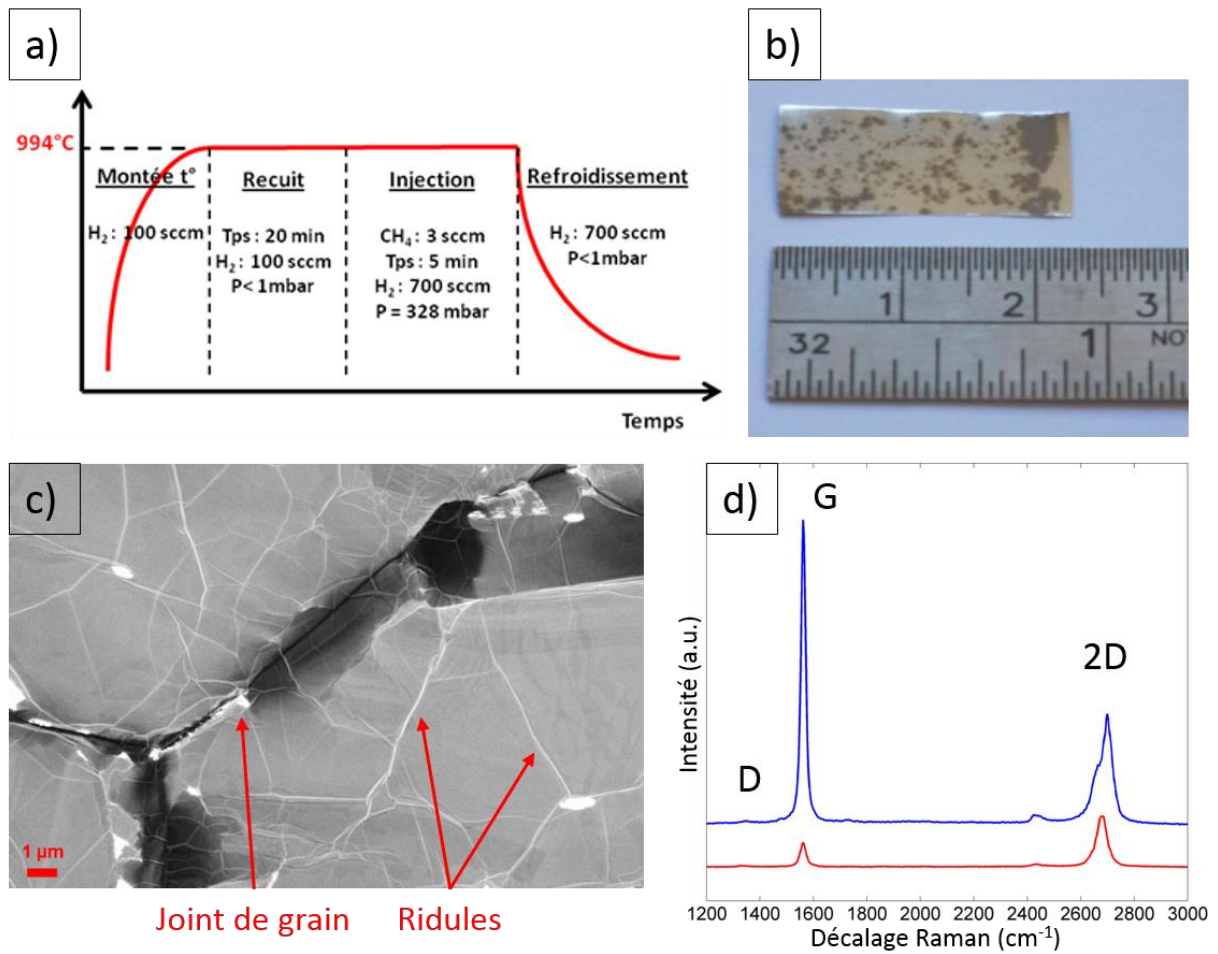 a)
994°C
Montée t°
H₂ : 100 sccm
Recuit
Tps : 20 min
H₂ : 100 sccm
P< 1mbar
Injection
CH₄ : 3 sccm
Tps : 5 min
H₂ : 700 sccm
P = 328 mbar
Refroidissement
H₂ : 700 sccm
P<1mbar
Temps
b)
1 2 3
32 1 NO
c)
1 µm
Joint de grain Ridules
d)
G
2D
D
Intensité (a.u.)
1200 1400 1600 1800 2000 2200 2400 2600 2800 3000
Décalage Raman (cm⁻¹)